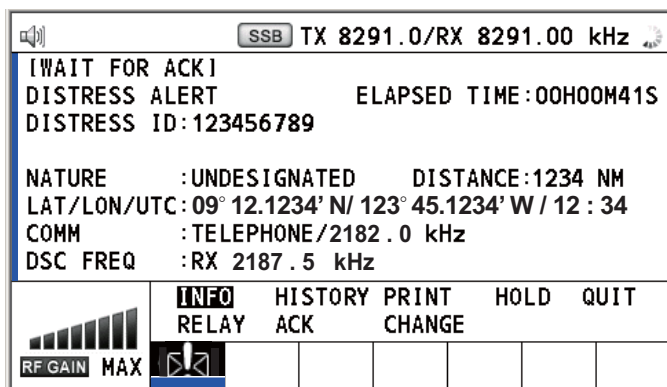 SSB TX 8291.0/RX 8291.00 kHz
[WAIT FOR ACK]
DISTRESS ALERT ELAPSED TIME:00H00M41S
DISTRESS ID:123456789
NATURE :UNDESIGNATED DISTANCE:1234 NM
LAT/LON/UTC:09° 12.1234' N/ 123° 45.1234' W / 12 : 34
COMM :TELEPHONE/2182 . 0 kHz
DSC FREQ :RX 2187 . 5 kHz
INFO HISTORY PRINT HOLD QUIT
RELAY ACK CHANGE
RF GAIN MAX